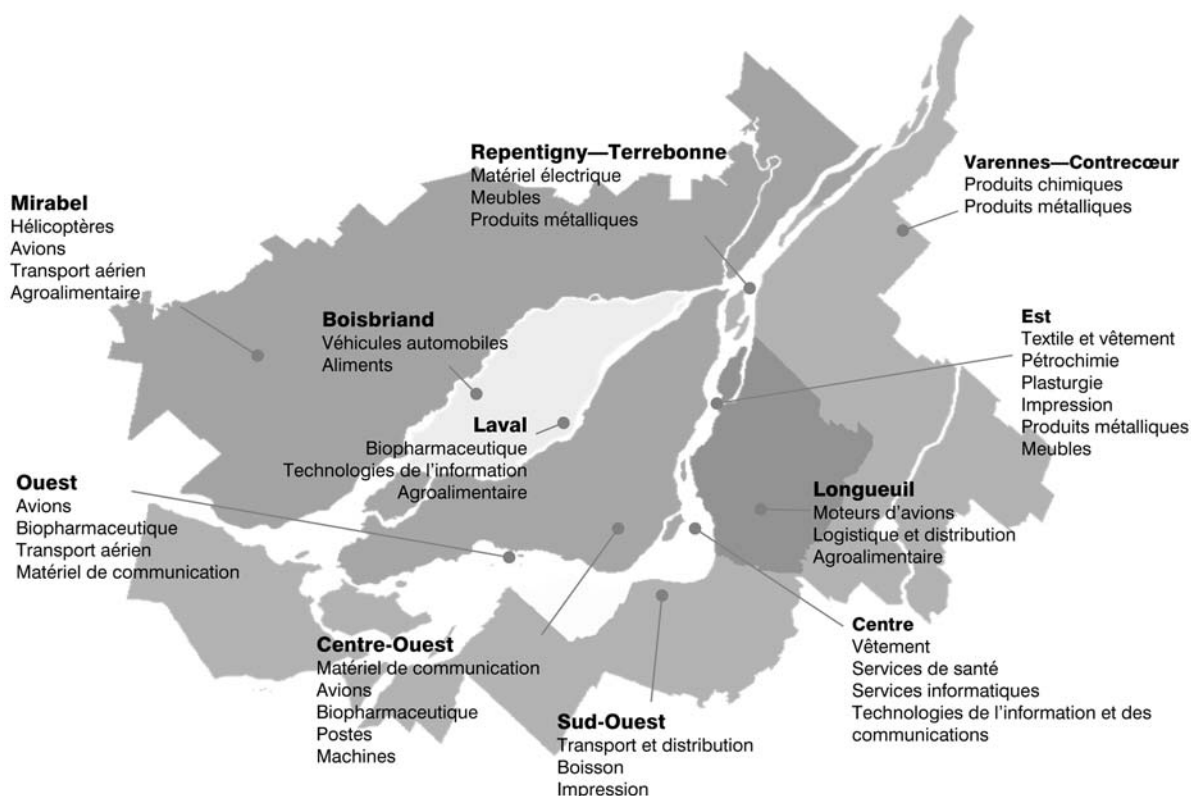 Repentigny—Terrebonne
Matériel électrique
Meubles
Produits métalliques
Varennes—Contrecœur
Produits chimiques
Produits métalliques
Mirabel
Hélicoptères
Avions
Transport aérien
Agroalimentaire
Boisbriand
Véhicules automobiles
Aliments
Est
Textile et vêtement
Pétrochimie
Plasturgie
Impression
Produits métalliques
Meubles
Laval
Biopharmaceutique
Technologies de l’information
Agroalimentaire
Ouest
Avions
Biopharmaceutique
Transport aérien
Matériel de communication
Longueuil
Moteurs d’avions
Logistique et distribution
Agroalimentaire
Centre-Ouest
Matériel de communication
Avions
Biopharmaceutique
Postes
Machines
Sud-Ouest
Transport et distribution
Boisson
Impression
Centre
Vêtement
Services de santé
Services informatiques
Technologies de l’information et des
communications